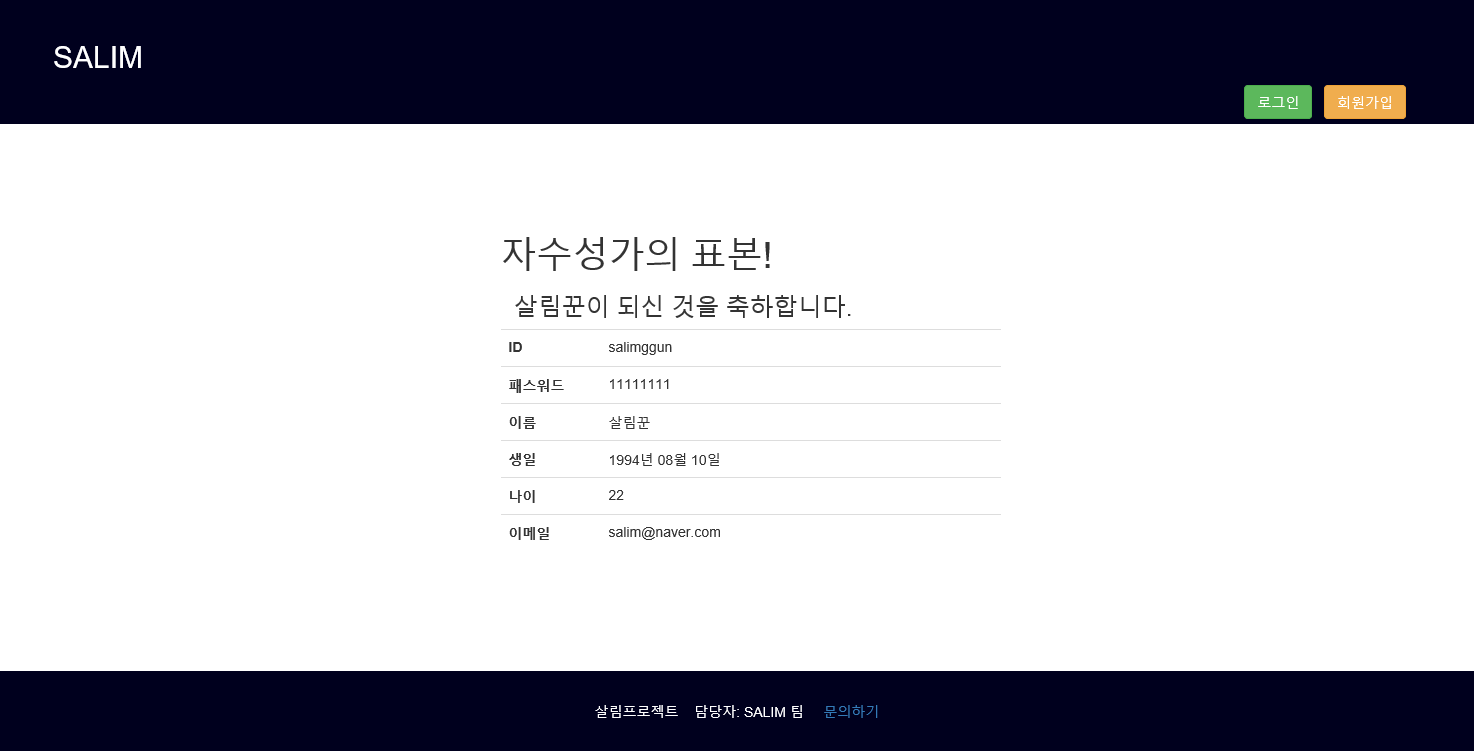 SALIM
로그인 회원가입
자수성가의 표본!
살림꾼이 되신 것을 축하합니다.
ID salimggun
패스워드 11111111
이름 살림꾼
생일 1994년 08월 10일
나이 22
이메일 salim@naver.com
살림프로젝트 담당자: SALIM 팀 문의하기